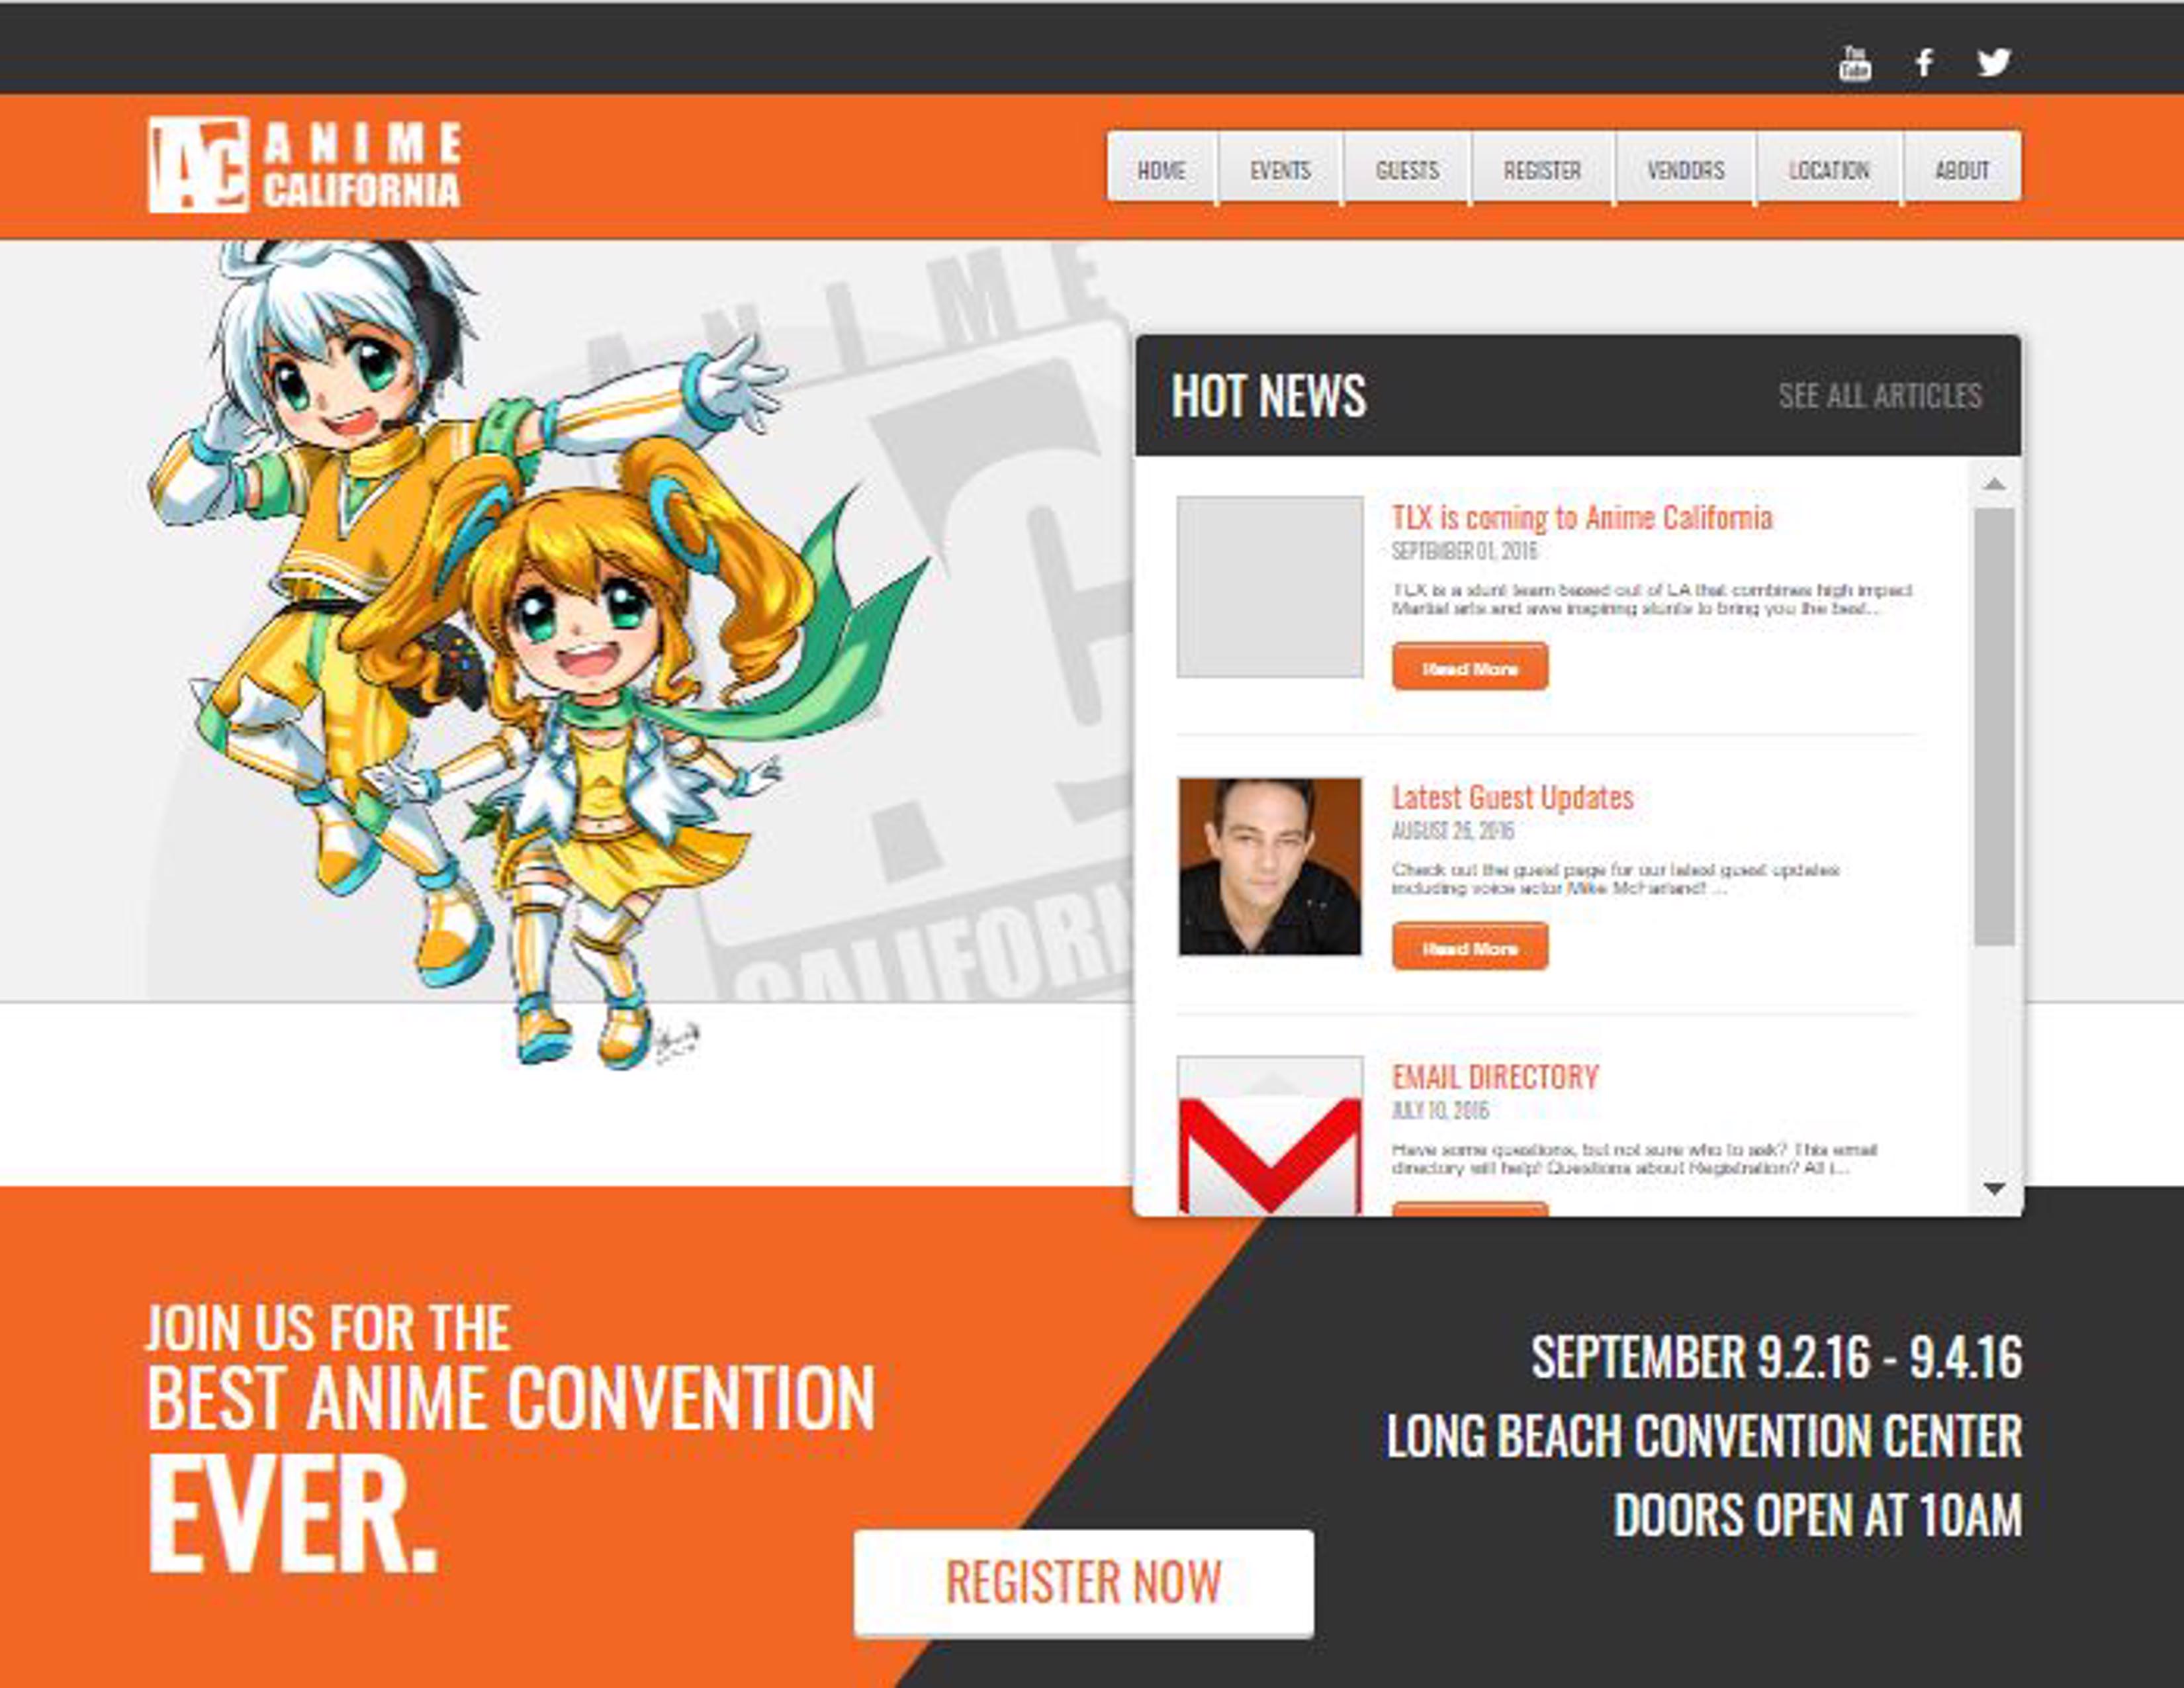 You
Tube
AC ANIME
CALIFORNIA
HOME EVENTS GUESTS REGISTER VENDORS LOCATION ABOUT
ANIME
AC
CALIFORN
HOT NEWS SEE ALL ARTICLES
TLX is coming to Anime California
SEPTEMBER 01, 2016
TLX is a stunt team based out of LA that combines high impact
Martial arts and awe inspiring stunts to bring you the best...
Read More
Latest Guest Updates
AUGUST 26, 2016
Check out the guest page for our latest guest updates
including voice actor Mike McFarland! ...
Read More
EMAIL DIRECTORY
JULY 10, 2016
Have some questions, but not sure who to ask? This email
directory will help! Questions about Registration? All i...
JOIN US FOR THE
BEST ANIME CONVENTION
EVER.
REGISTER NOW
SEPTEMBER 9.2.16 - 9.4.16
LONG BEACH CONVENTION CENTER
DOORS OPEN AT 10AM